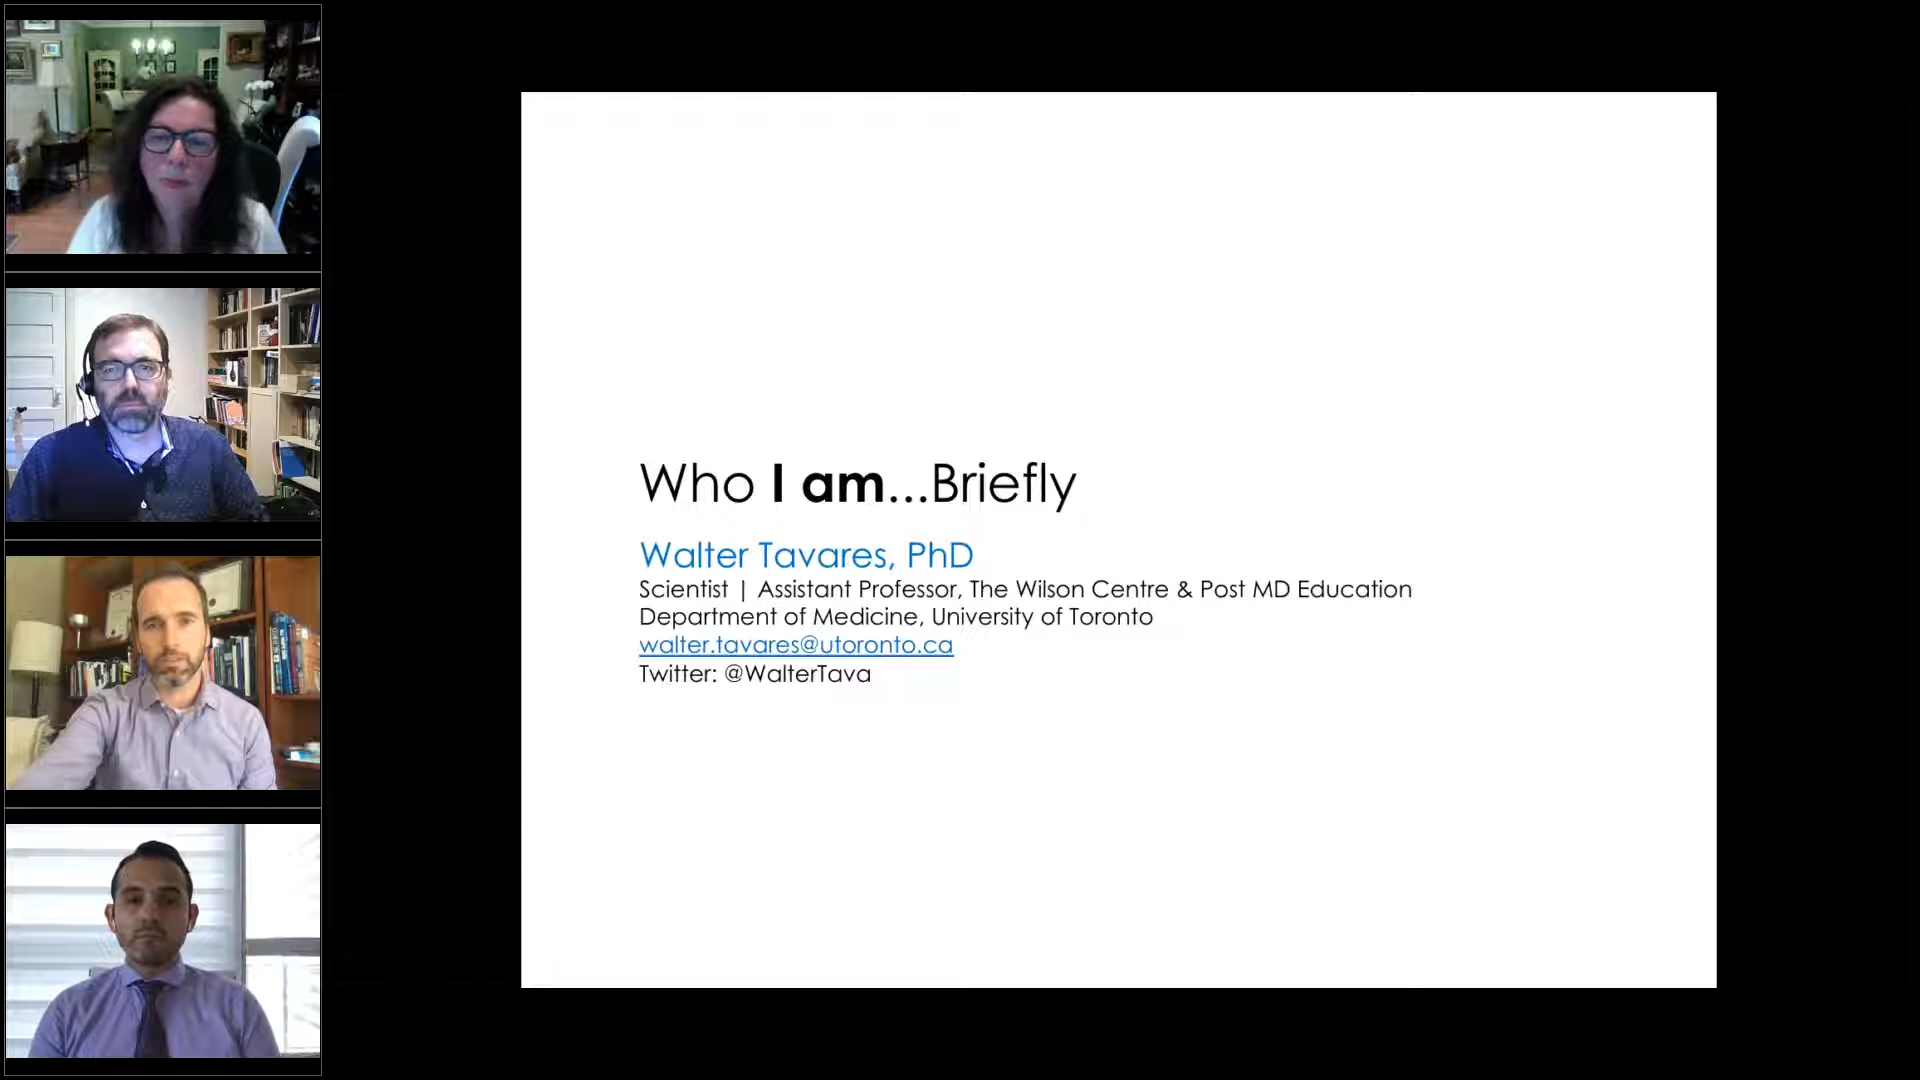 Who I am...Briefly
Walter Tavares, PhD
Scientist | Assistant Professor, The Wilson Centre & Post MD Education
Department of Medicine, University of Toronto
walter.tavares@utoronto.ca
Twitter: @WalterTava